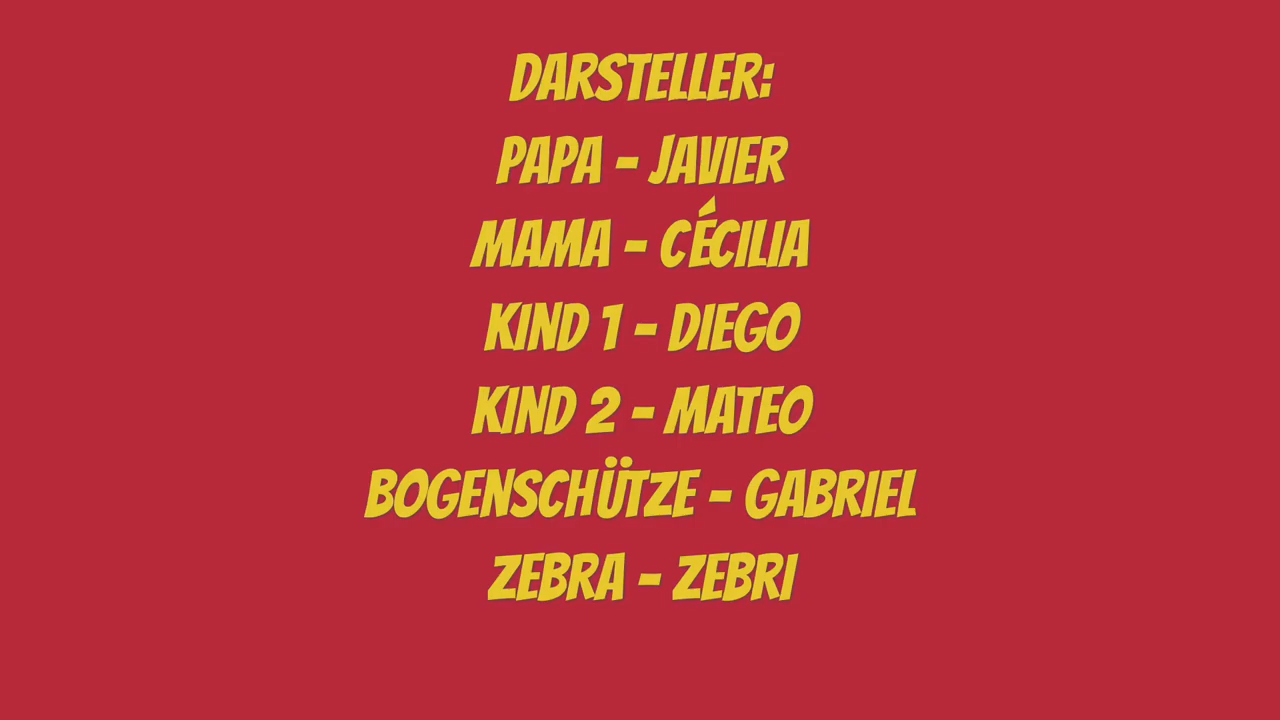 DARSTELLER:
PAPA - JAVIER
MAMA - CÉCILIA
KIND 1 - DIEGO
KIND 2 - MATEO
BOGENSCHÜTZE - GABRIEL
ZEBRA - ZEBRI